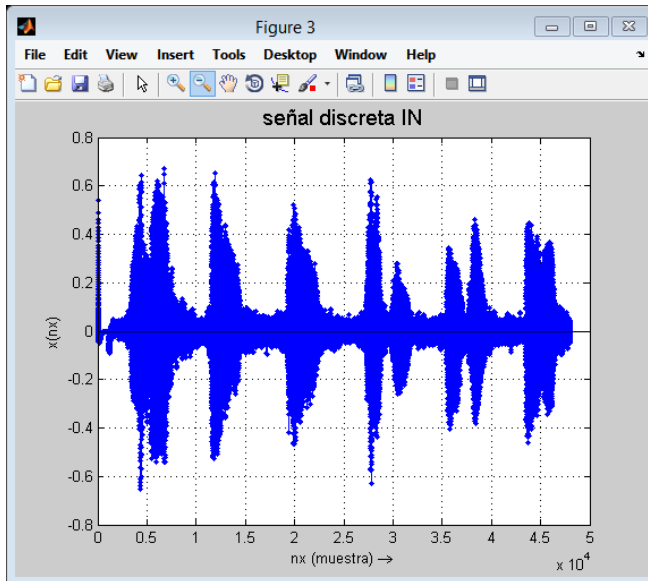 Figure 3
File Edit View Insert Tools Desktop Window Help
señal discreta IN
0.8
0.6
0.4
0.2
0
-0.2
-0.4
-0.6
-0.8
x(nx)
0 0.5 1 1.5 2 2.5 3 3.5 4 4.5 5
nx (muestra) →
x 10^4